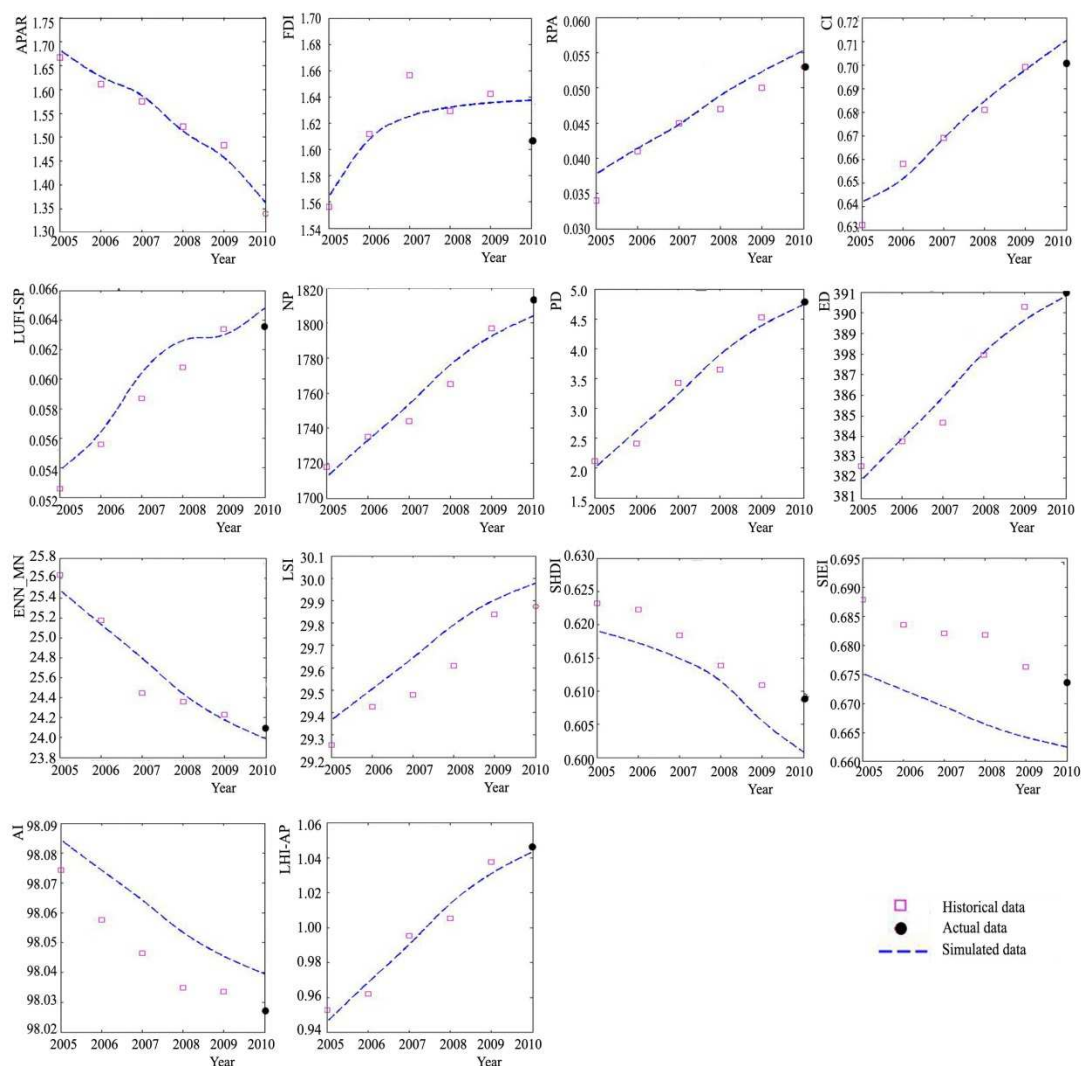 APAR
1.75
1.70
1.65
1.60
1.55
1.50
1.45
1.40
1.35
1.30
2005 2006 2007 2008 2009 2010
Year
FDI
1.70
1.68
1.66
1.64
1.62
1.60
1.58
1.56
1.54
2005 2006 2007 2008 2009 2010
Year
RPA
0.060
0.055
0.050
0.045
0.040
0.035
0.030
2005 2006 2007 2008 2009 2010
Year
CI
0.72
0.71
0.70
0.69
0.68
0.67
0.66
0.65
0.64
0.63
2005 2006 2007 2008 2009 2010
Year
LUFI-SP
0.066
0.064
0.062
0.060
0.058
0.056
0.054
0.052
2005 2006 2007 2008 2009 2010
Year
NP
1820
1800
1780
1760
1740
1720
1700
2005 2006 2007 2008 2009 2010
Year
PD
5.0
4.5
4.0
3.5
3.0
2.5
2.0
1.5
2005 2006 2007 2008 2009 2010
Year
ED
391
390
389
398
387
386
385
384
383
382
381
2005 2006 2007 2008 2009 2010
Year
ENN_MN
25.8
25.6
25.2
24.8
24.4
24.2
24.0
23.8
2005 2006 2007 2008 2009 2010
Year
LSI
30.1
30.0
29.9
29.8
29.7
29.6
29.5
29.4
29.3
29.2
2005 2006 2007 2008 2009 2010
Year
SHDI
0.630
0.625
0.620
0.615
0.610
0.605
0.600
2005 2006 2007 2008 2009 2010
Year
SIEI
0.695
0.690
0.685
0.680
0.675
0.670
0.665
0.660
2005 2006 2007 2008 2009 2010
Year
AI
98.09
98.08
98.07
98.06
98.05
98.04
98.03
98.02
2005 2006 2007 2008 2009 2010
Year
LHI-AP
1.06
1.04
1.02
1.00
0.98
0.96
0.94
2005 2006 2007 2008 2009 2010
Year
Historical data
Actual data
Simulated data